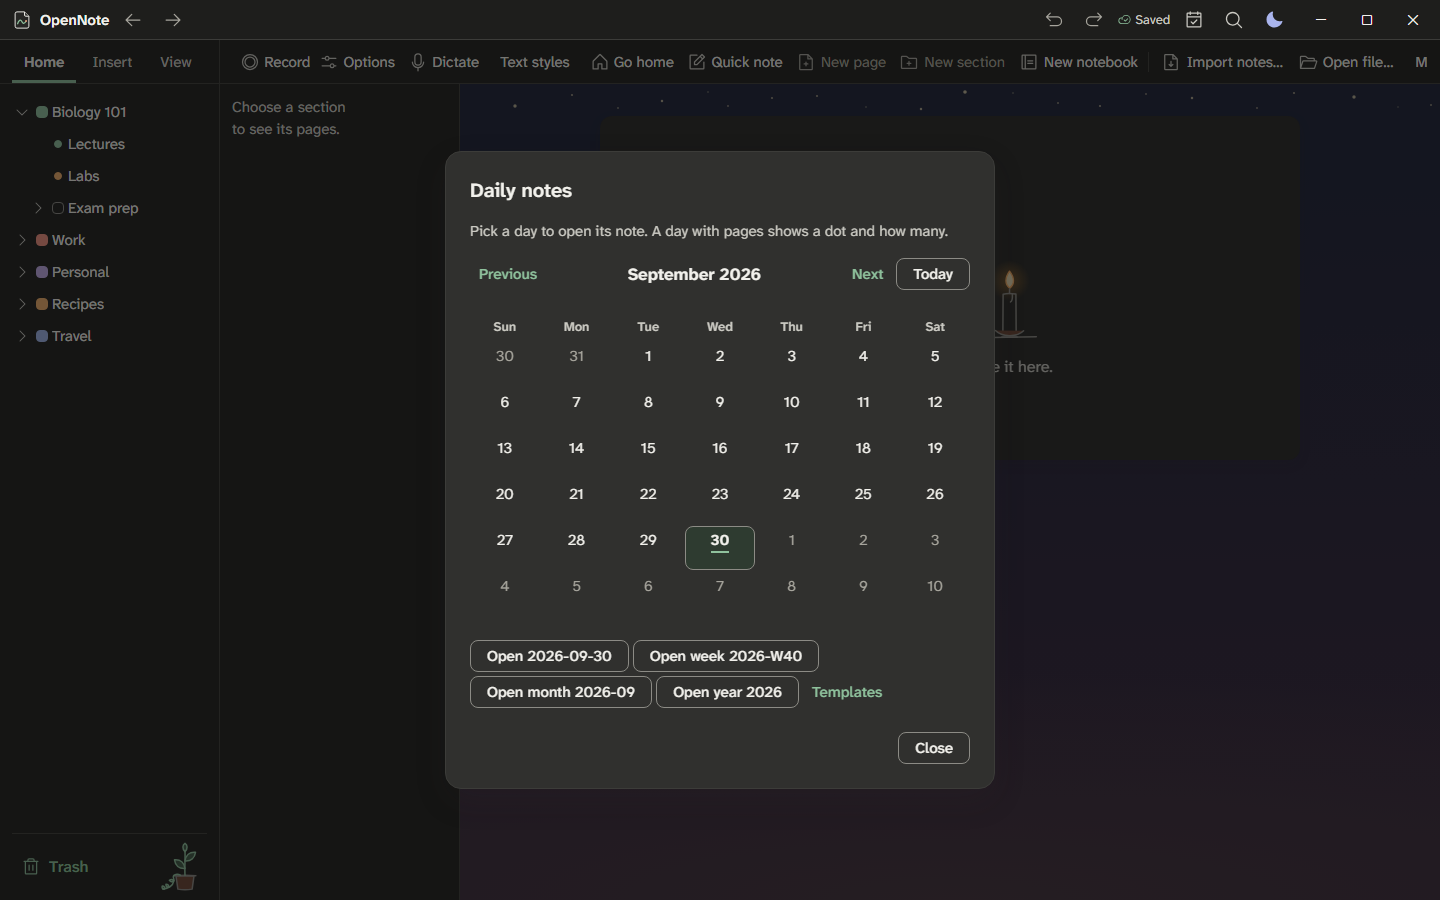 OpenNote
Saved
Home Insert View
Record Options Dictate Text styles Go home Quick note New page New section New notebook Import notes... Open file... M
Biology 101
Lectures
Labs
Exam prep
Work
Personal
Recipes
Travel
Trash
Choose a section
to see its pages.
it here.
Daily notes
Pick a day to open its note. A day with pages shows a dot and how many.
Previous September 2026 Next Today
Sun Mon Tue Wed Thu Fri Sat
30 31 1 2 3 4 5
6 7 8 9 10 11 12
13 14 15 16 17 18 19
20 21 22 23 24 25 26
27 28 29 30 1 2 3
4 5 6 7 8 9 10
Open 2026-09-30 Open week 2026-W40
Open month 2026-09 Open year 2026 Templates
Close